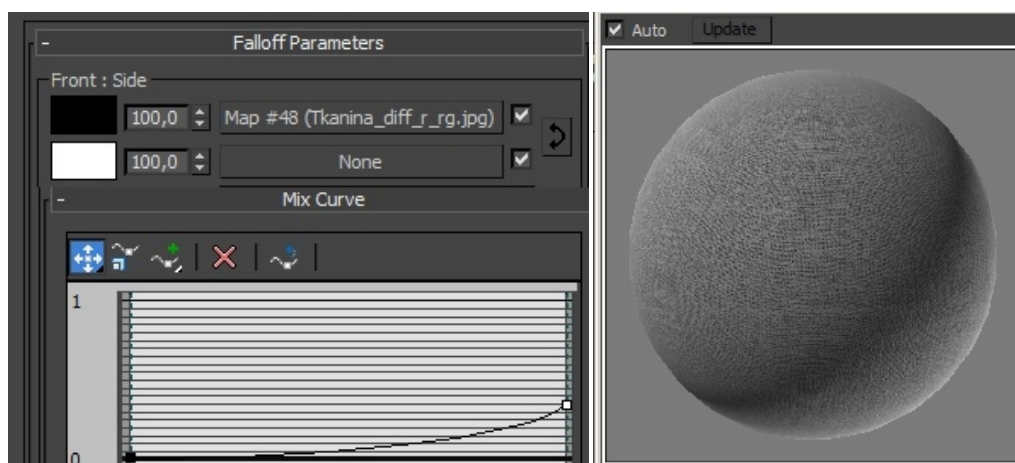 - Falloff Parameters
Front : Side
100,0 Map #48 (Tkanina_diff_r_rg.jpg)
100,0 None
- Mix Curve
1
0
Auto Update